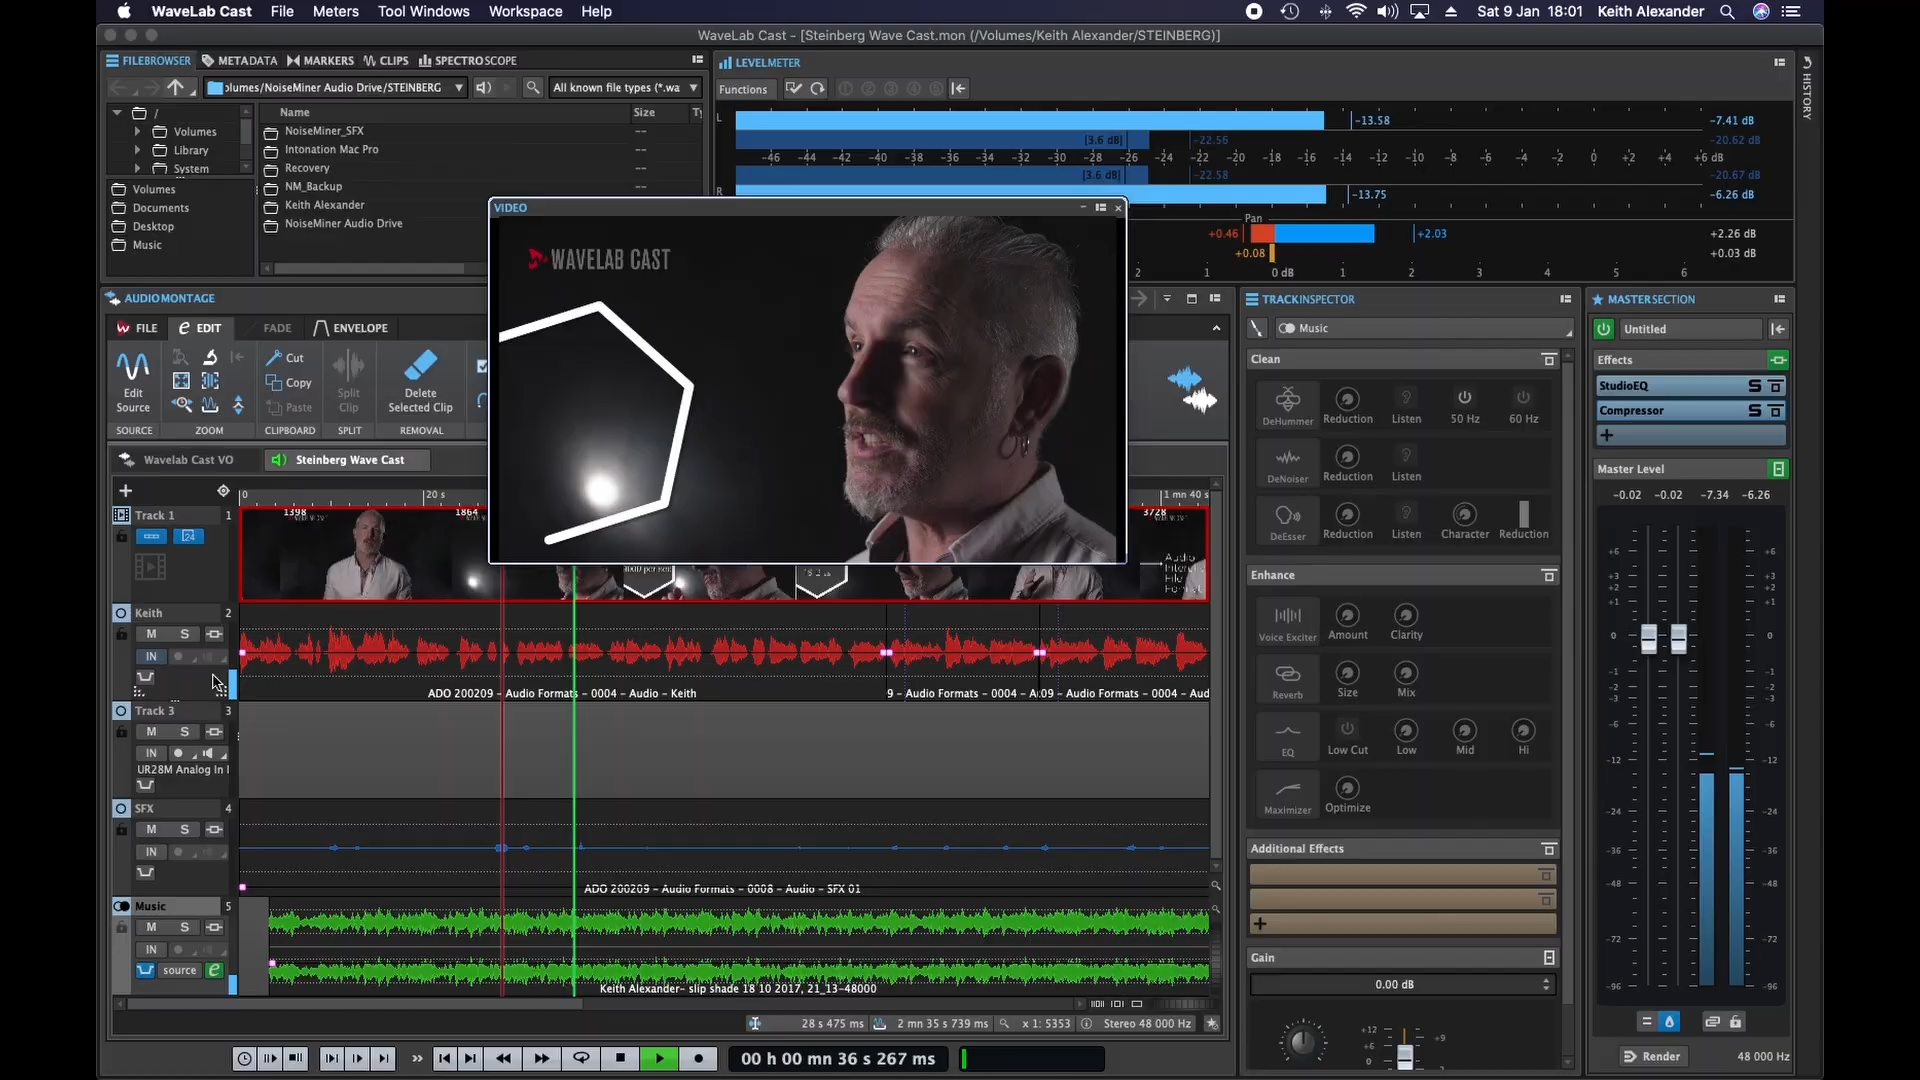 WaveLab Cast File Meters Tool Windows Workspace Help Sat 9 Jan 18:01 Keith Alexander
WaveLab Cast - [Steinberg Wave Cast.mon (/Volumes/Keith Alexander/STEINBERG)]
FILEBROWSER METADATA MARKERS CLIPS SPECTROSCOPE
olumes/NoiseMiner Audio Drive/STEINBERG All known file types (*.wa
Name Size Ty
/
Volumes
Library
System
Volumes
Documents
Desktop
Music
NoiseMiner_SFX --
Intonation Mac Pro --
Recovery --
NM_Backup --
Keith Alexander --
NoiseMiner Audio Drive --
LEVELMETER
Functions
HISTORY
L -13.58 -7.41 dB
[3.6 dB] -22.56 -20.62 dB
-46 -44 -42 -40 -38 -36 -34 -32 -30 -28 -26 -24 -22 -20 -18 -16 -14 -12 -10 -8 -6 -4 -2 0 +2 +4 +6 dB
[3.6 dB] -22.58 -20.67 dB
R -13.75 -6.26 dB
Pan
+0.46 +2.03 +2.26 dB
+0.08 +0.03 dB
2 1 0 dB 1 2 3 4 5 6
VIDEO
WAVELAB CAST
AUDIOMONTAGE
FILE EDIT FADE ENVELOPE
Edit Source
Cut
Copy
Paste
Split Clip
Delete Selected Clip
SOURCE ZOOM CLIPBOARD SPLIT REMOVAL
Wavelab Cast VO Steinberg Wave Cast
0 20 s 1 mn 40 s
Track 1 1
1398 1864 3728
24
Audio
File
Keith 2
M S
IN
ADO 200209 - Audio Formats - 0004 - Audio - Keith
9 - Audio Formats - 0004 - A
09 - Audio Formats - 0004 - Aud
Track 3 3
M S
IN
UR28M Analog In
SFX 4
M S
IN
ADO 200209 - Audio Formats - 0008 - Audio - SFX 01
Music 5
M S
IN
source e
Keith Alexander- slip shade 18 10 2017, 21_13-48000
28 s 475 ms 2 mn 35 s 739 ms x 1: 5353 Stereo 48 000 Hz
00 h 00 mn 36 s 267 ms
TRACKINSPECTOR
Music
Clean
DeHummer Reduction Listen 50 Hz 60 Hz
DeNoiser Reduction Listen
DeEsser Reduction Listen Character Reduction
Enhance
Voice Exciter Amount Clarity
Reverb Size Mix
EQ Low Cut Low Mid Hi
Maximizer Optimize
Additional Effects
Gain
0.00 dB
+12
+9
+6
MASTERSECTION
Untitled
Effects
StudioEQ S
Compressor S
Master Level
-0.02 -0.02 -7.34 -6.26
+6 +6
+3 +3
+2 +2
+1 +1
0 0
-1 -1
-2 -2
-3 -3
-6 -6
-12 -12
-24 -24
-36 -36
-48 -48
-72 -72
-96 -96
Render 48 000 Hz